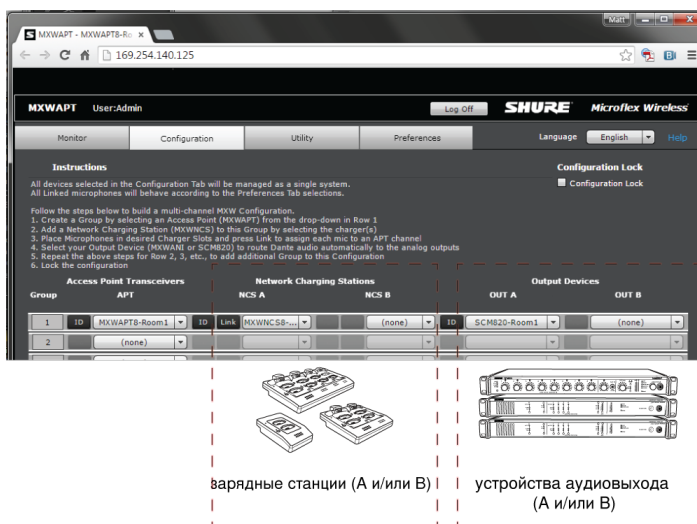 Matt
S MXWAPT - MXWAPT8-Ro
169.254.140.125
MXWAPT User:Admin Log Off SHURE Microflex Wireless
Monitor Configuration Utility Preferences Language English Help
Instructions Configuration Lock
All devices selected in the Configuration Tab will be managed as a single system. Configuration Lock
All Linked microphones will behave according to the Preferences Tab selections.
Follow the steps below to build a multi-channel MXW Configuration.
1. Create a Group by selecting an Access Point (MXWAPT) from the drop-down in Row 1
2. Add a Network Charging Station (MXWNCS) to this Group by selecting the charger(s)
3. Place Microphones in desired Charger Slots and press Link to assign each mic to an APT channel
4. Select your Output Device (MXWANI or SCM820) to route Dante audio automatically to the analog outputs
5. Repeat the above steps for Row 2, 3, etc., to add additional Group to this Configuration
6. Lock the configuration
Access Point Transceivers Network Charging Stations Output Devices
Group APT NCS A NCS B OUT A OUT B
1 ID MXWAPT8-Room1 ID Link MXWNCS8-... (none) ID SCM820-Room1 (none)
2 (none)
зарядные станции (A и/или B) устройства аудиовыхода
(A и/или B)